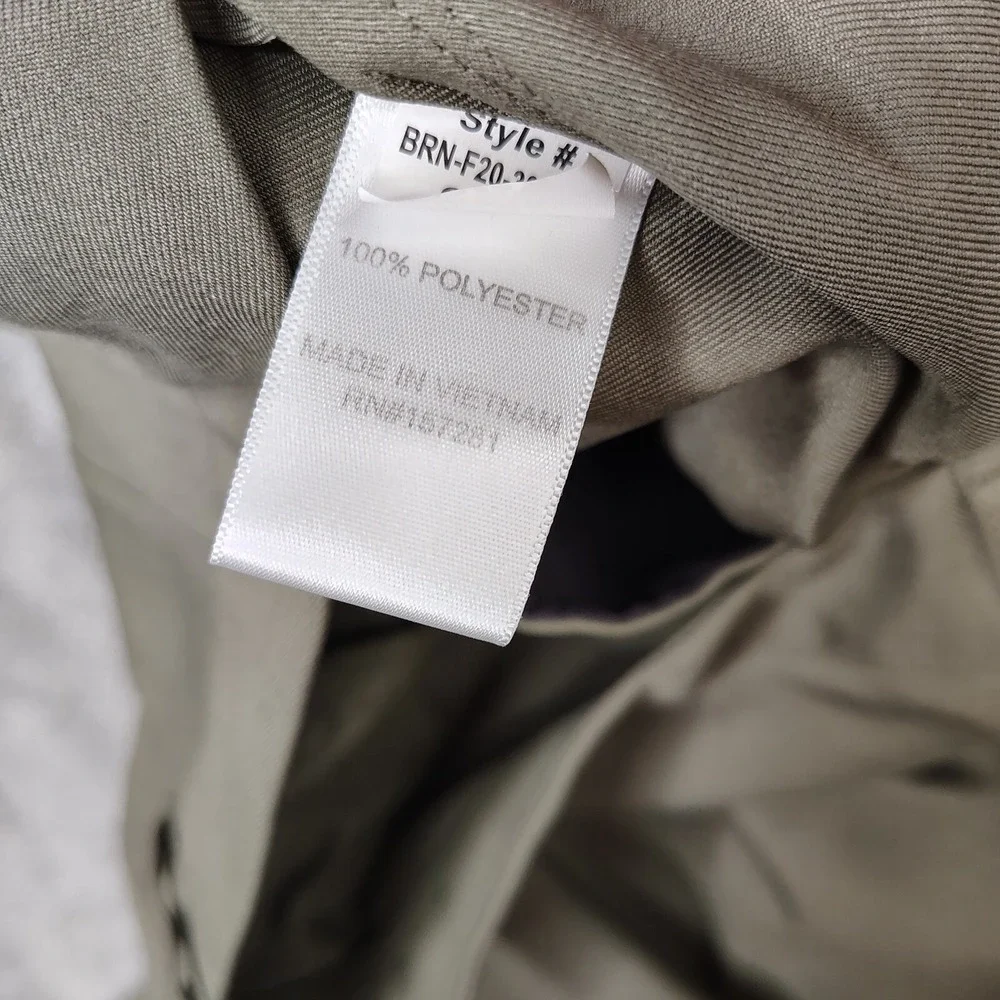 Style #
BRN-F20-
100% POLYESTER
MADE IN VIETNAM
RN#157281